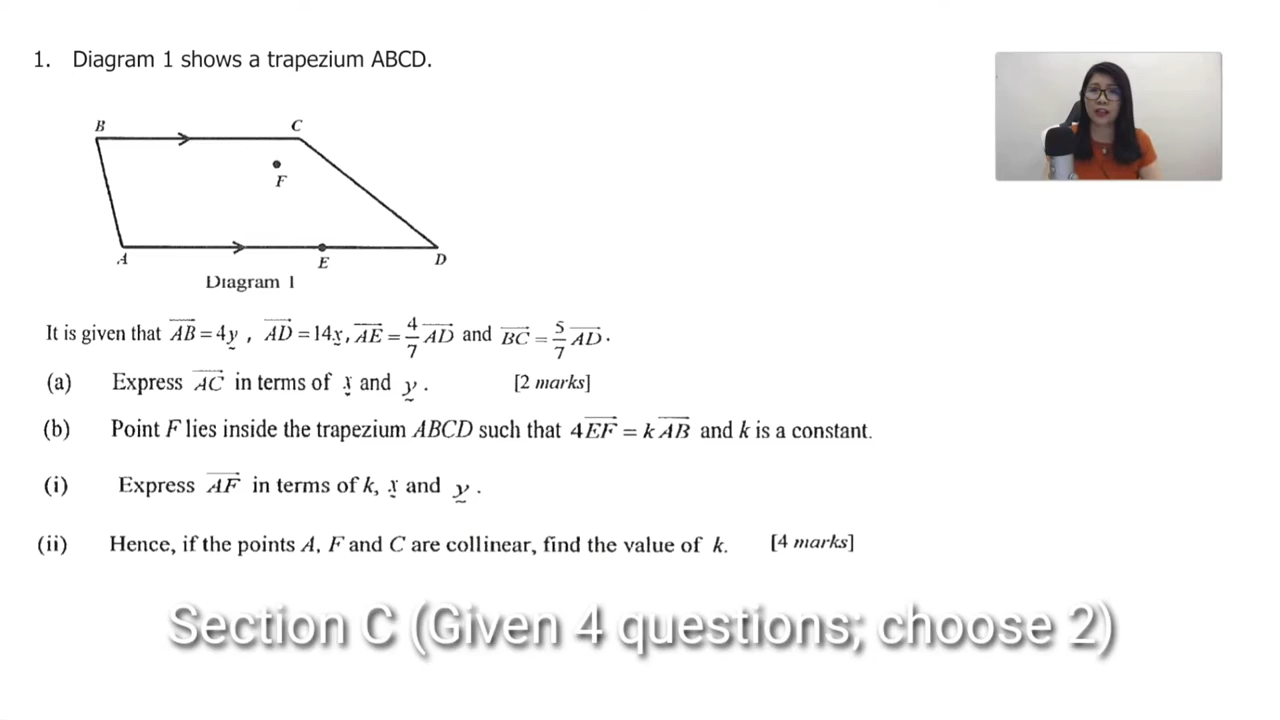 1. Diagram 1 shows a trapezium ABCD.
B
C
F
A
E
D
Diagram 1
It is given that AB⃗ = 4y, AD⃗ = 14x, AE⃗ = 4/7 AD⃗ and BC⃗ = 5/7 AD⃗.
(a) Express AC⃗ in terms of x and y. [2 marks]
(b) Point F lies inside the trapezium ABCD such that 4EF⃗ = k AB⃗ and k is a constant.
(i) Express AF⃗ in terms of k, x and y.
(ii) Hence, if the points A, F and C are collinear, find the value of k. [4 marks]
Section C (Given 4 questions; choose 2)